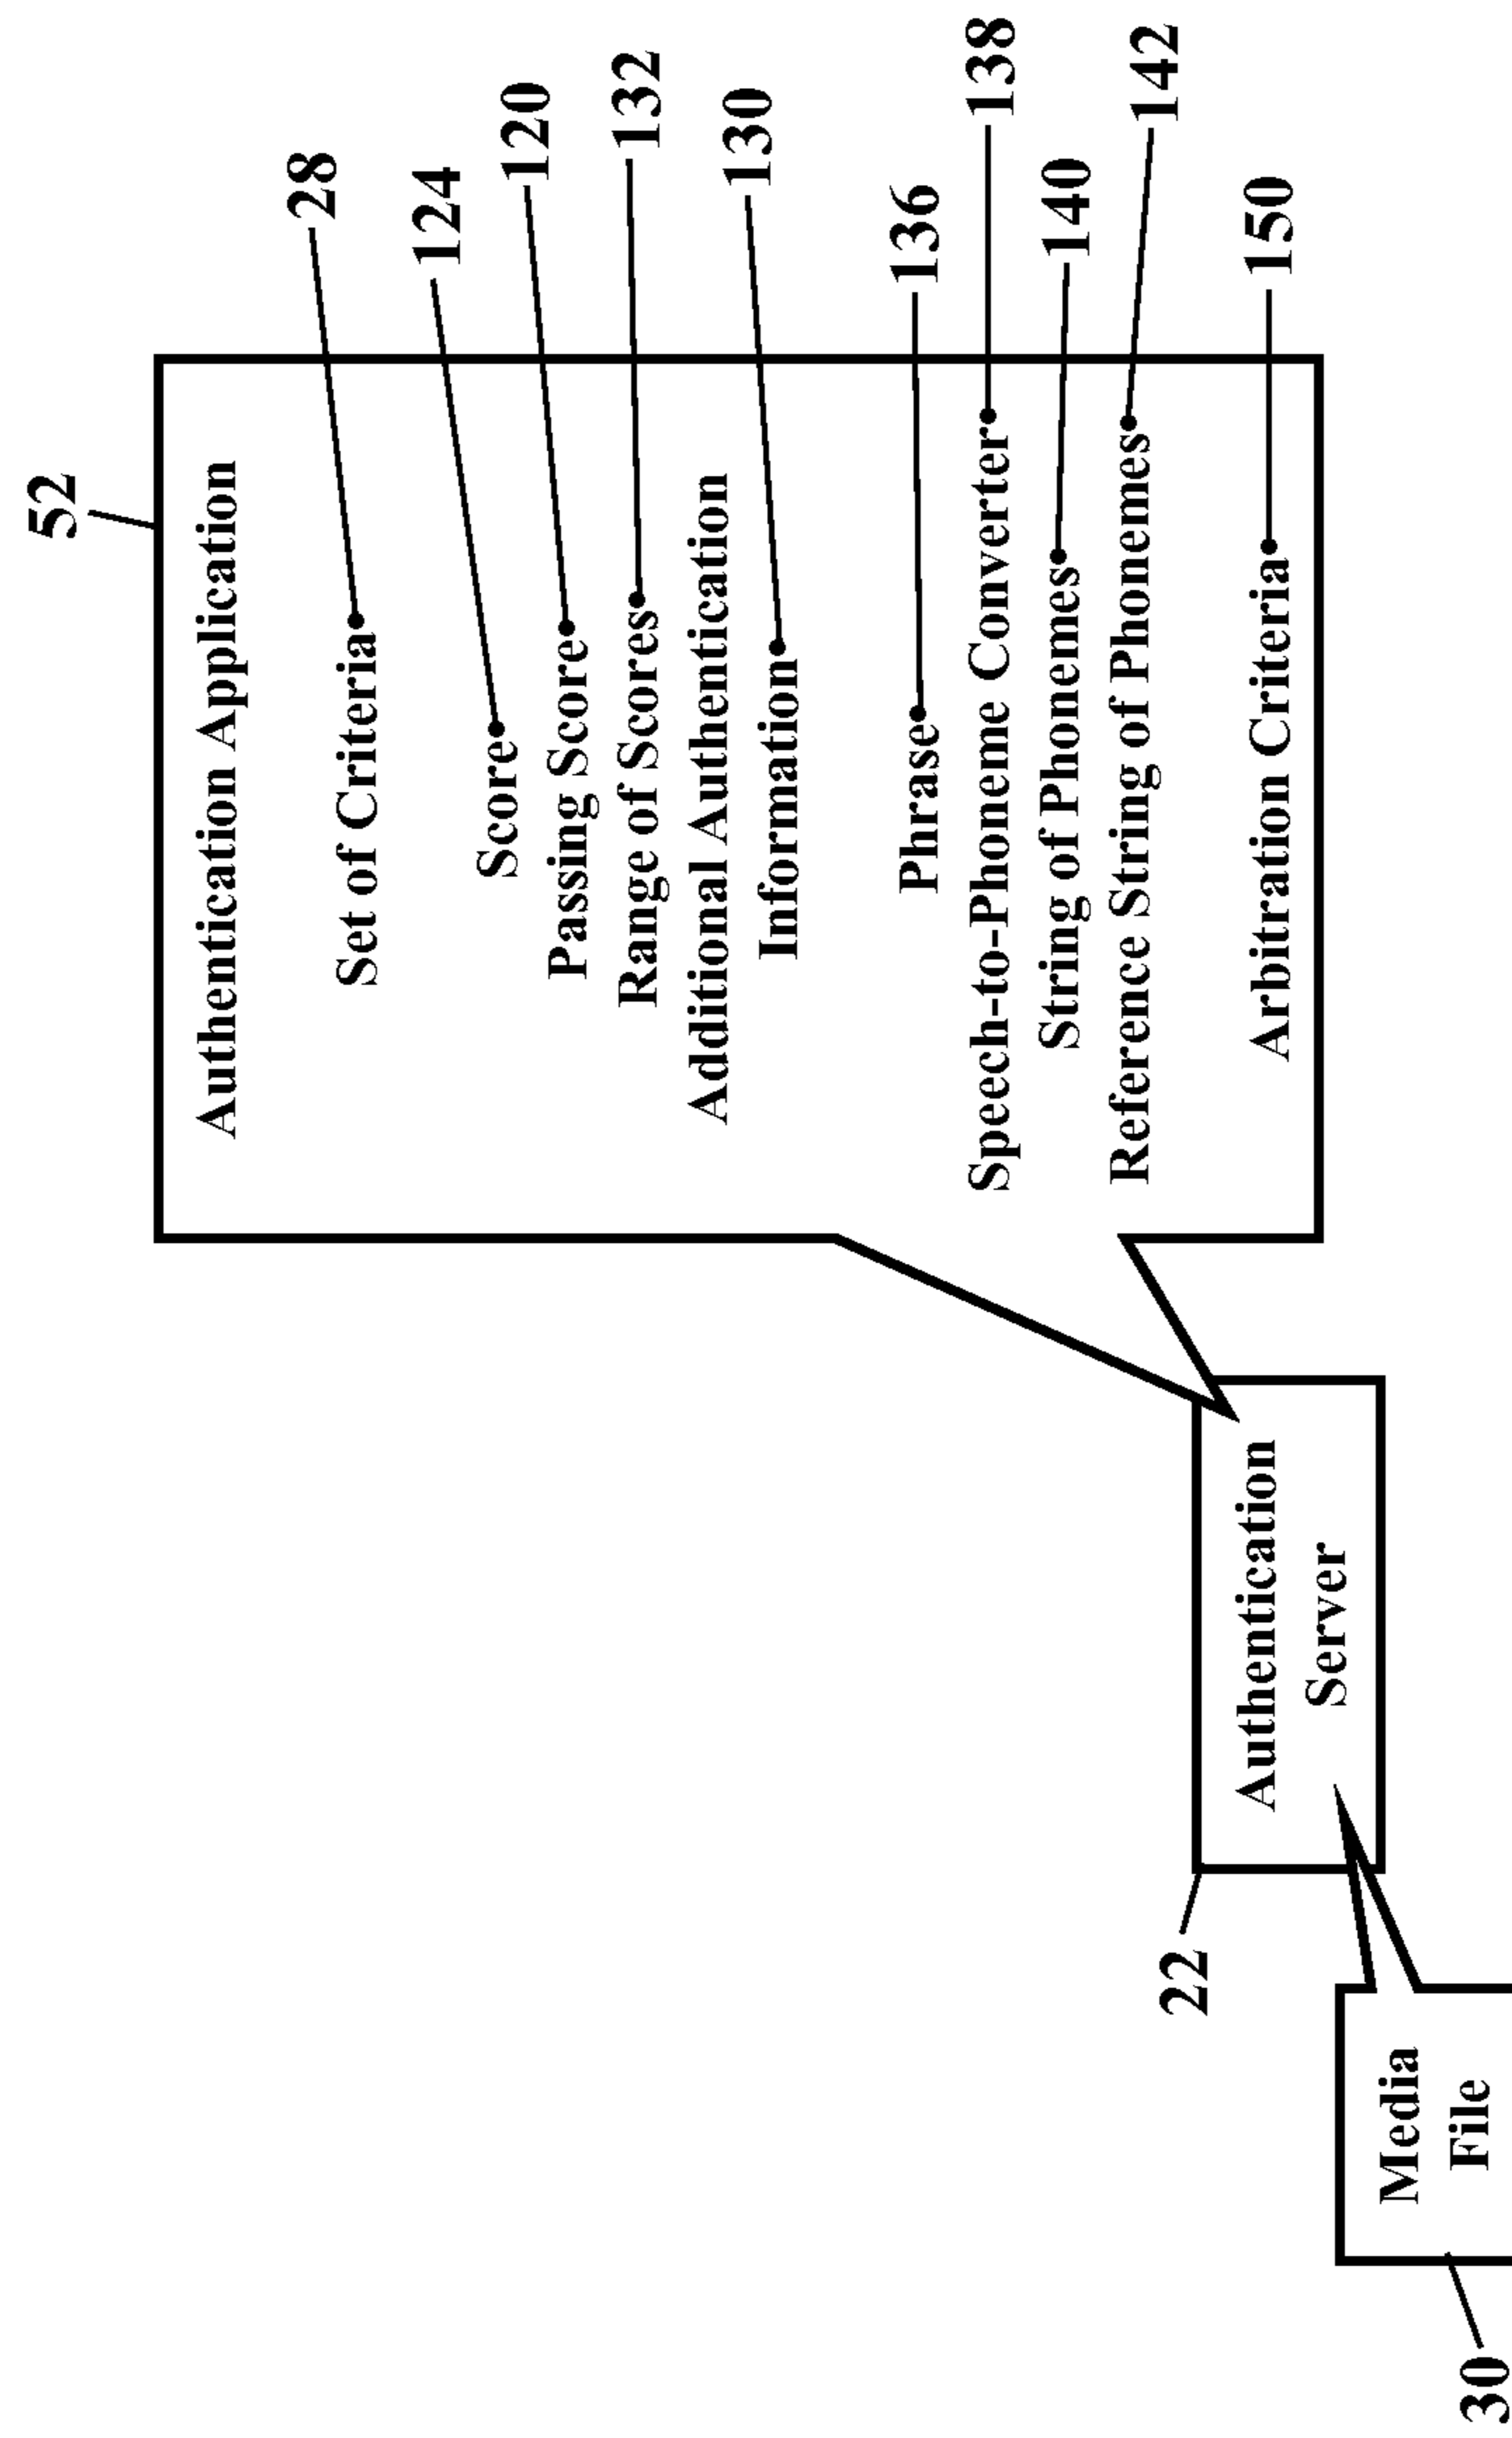 52
Authentication Application
Set of Criteria 28
Score 124
Passing Score 120
Range of Scores 132
Additional Authentication
Information 130
Phrase 136
Speech-to-Phoneme Converter 138
String of Phonemes 140
Reference String of Phonemes 142
Arbitration Criteria 150
22
Authentication
Server
Media
File
30